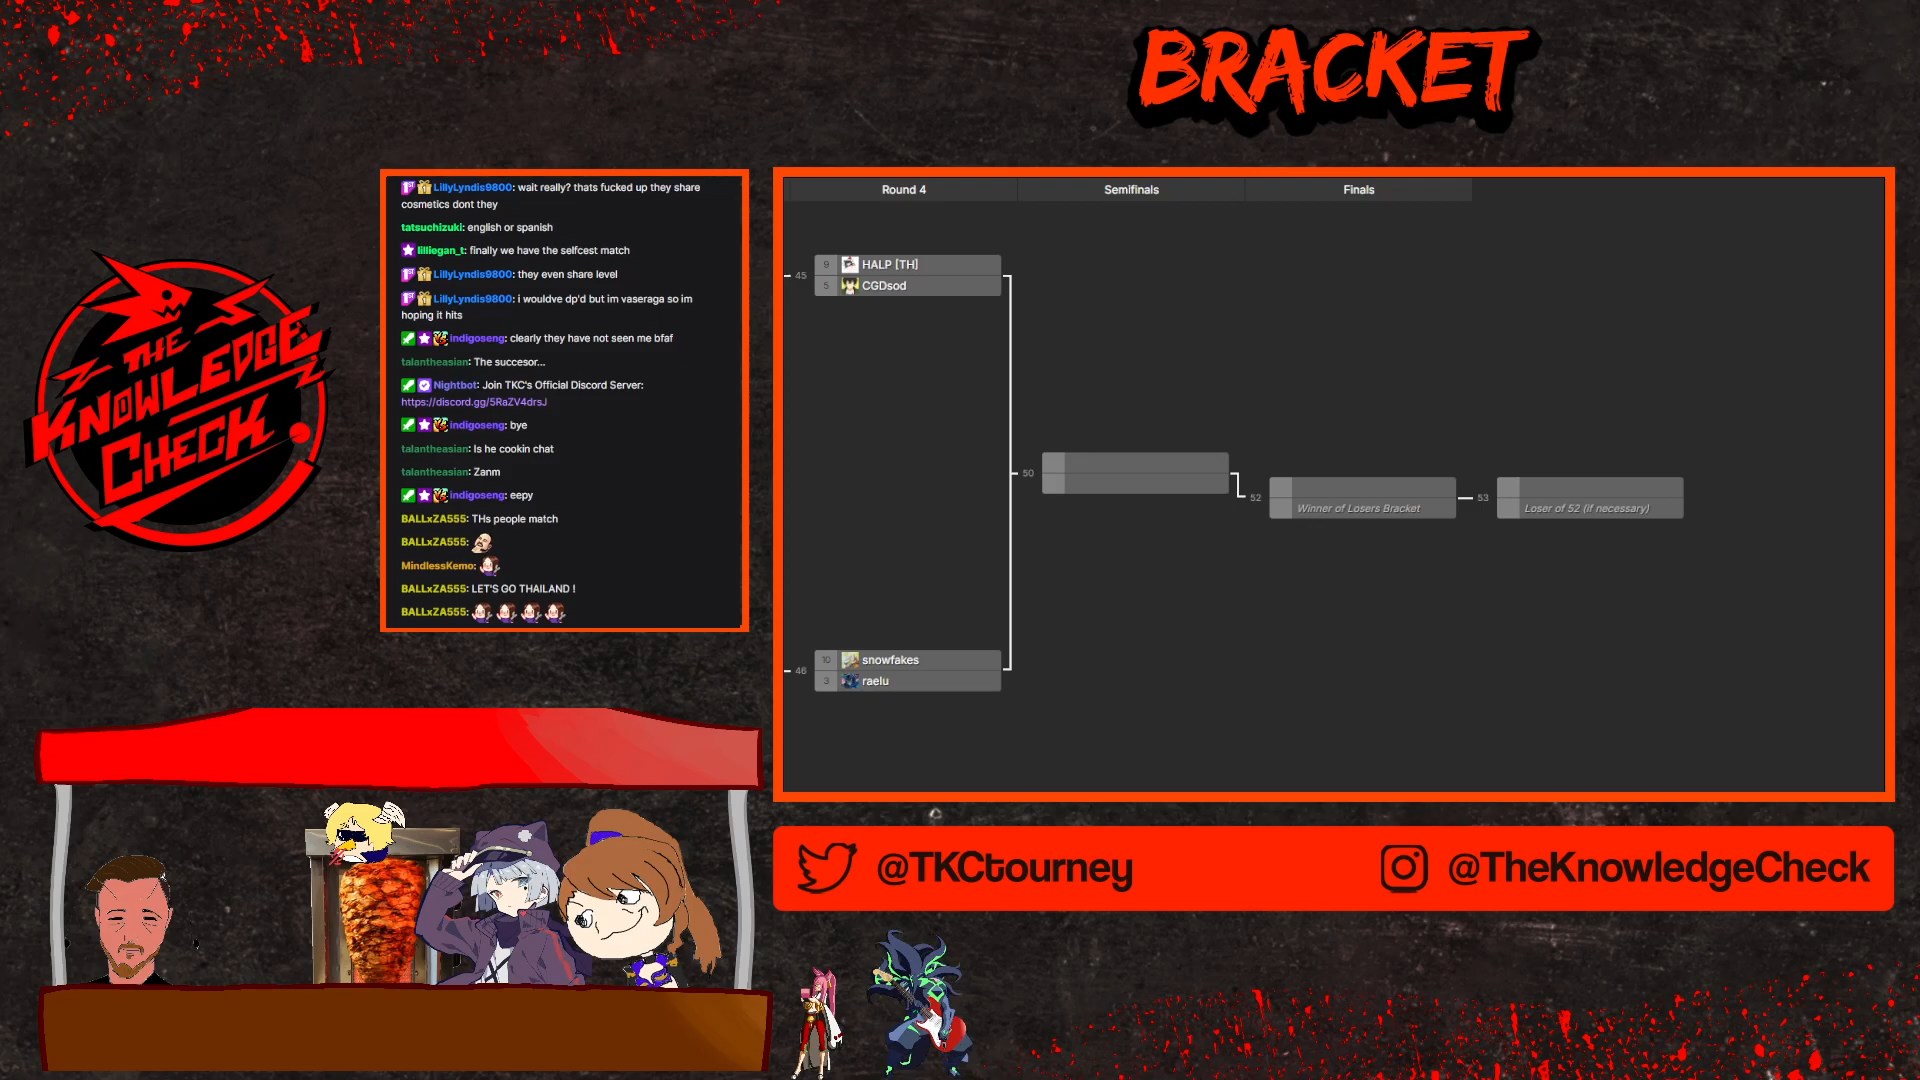 BRACKET
THE
KNOWLEDGE
CHECK
LillyLyndis9800: wait really? thats fucked up they share
cosmetics dont they
tatsuchizuki: english or spanish
lilliegan_t: finally we have the selfcest match
LillyLyndis9800: they even share level
LillyLyndis9800: i wouldve dp'd but im vaseraga so im
hoping it hits
indigoseng: clearly they have not seen me bfaf
talantheasian: The succesor...
Nightbot: Join TKC's Official Discord Server:
https://discord.gg/5RaZV4drsJ
indigoseng: bye
talantheasian: Is he cookin chat
talantheasian: Zanm
indigoseng: eepy
BALLxZA555: THs people match
BALLxZA555:
MindlessKemo:
BALLxZA555: LET'S GO THAILAND !
BALLxZA555:
Round 4
Semifinals
Finals
45
9 HALP [TH]
5 CGDsod
50
52
Winner of Losers Bracket
53
Loser of 52 (if necessary)
46
10 snowfakes
3 raelu
@TKCtourney
@TheKnowledgeCheck